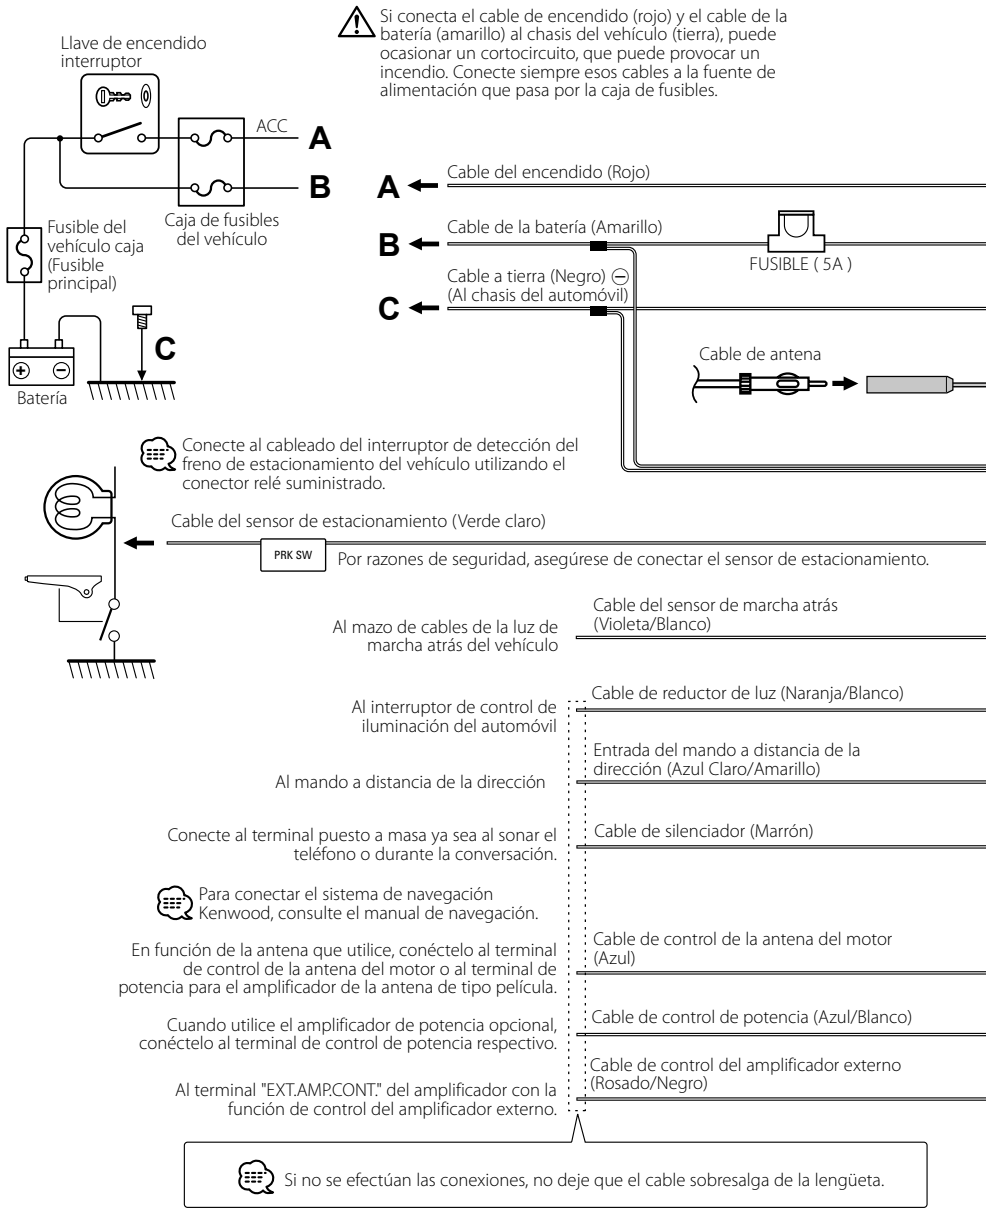 Si conecta el cable de encendido (rojo) y el cable de la
batería (amarillo) al chasis del vehículo (tierra), puede
ocasionar un cortocircuito, que puede provocar un
incendio. Conecte siempre esos cables a la fuente de
alimentación que pasa por la caja de fusibles.
Llave de encendido
interruptor
ACC
A
B
Caja de fusibles
del vehículo
Fusible del
vehículo caja
(Fusible
principal)
C
Batería
A
Cable del encendido (Rojo)
B
Cable de la batería (Amarillo)
FUSIBLE ( 5A )
C
Cable a tierra (Negro) ⊖
(Al chasis del automóvil)
Cable de antena
Conecte al cableado del interruptor de detección del
freno de estacionamiento del vehículo utilizando el
conector relé suministrado.
Cable del sensor de estacionamiento (Verde claro)
PRK SW
Por razones de seguridad, asegúrese de conectar el sensor de estacionamiento.
Al mazo de cables de la luz de
marcha atrás del vehículo
Cable del sensor de marcha atrás
(Violeta/Blanco)
Al interruptor de control de
iluminación del automóvil
Cable de reductor de luz (Naranja/Blanco)
Al mando a distancia de la dirección
Entrada del mando a distancia de la
dirección (Azul Claro/Amarillo)
Conecte al terminal puesto a masa ya sea al sonar el
teléfono o durante la conversación.
Cable de silenciador (Marrón)
Para conectar el sistema de navegación
Kenwood, consulte el manual de navegación.
En función de la antena que utilice, conéctelo al terminal
de control de la antena del motor o al terminal de
potencia para el amplificador de la antena de tipo película.
Cable de control de la antena del motor
(Azul)
Cuando utilice el amplificador de potencia opcional,
conéctelo al terminal de control de potencia respectivo.
Cable de control de potencia (Azul/Blanco)
Al terminal "EXT.AMP.CONT." del amplificador con la
función de control del amplificador externo.
Cable de control del amplificador externo
(Rosado/Negro)
Si no se efectúan las conexiones, no deje que el cable sobresalga de la lengüeta.